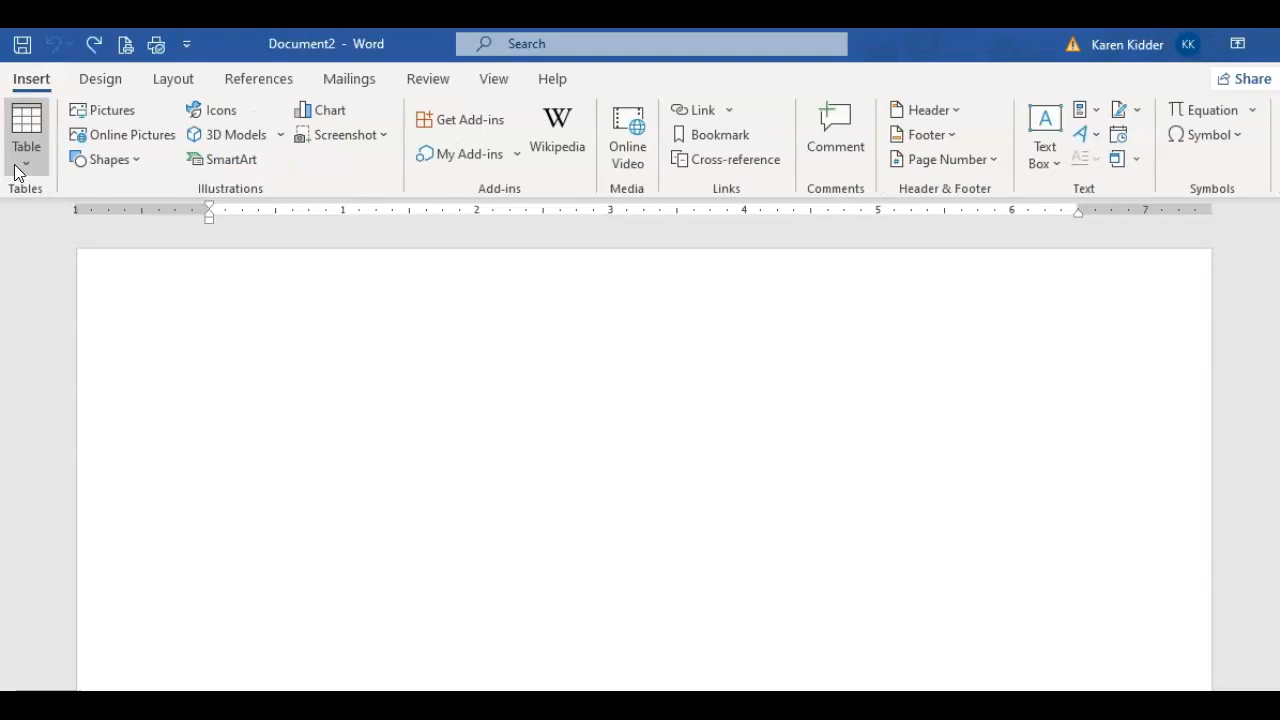 Document2 - Word
Search
Karen Kidder
KK
Insert
Design
Layout
References
Mailings
Review
View
Help
Share
Table
Tables
Pictures
Online Pictures
Shapes
Icons
3D Models
SmartArt
Chart
Screenshot
Illustrations
Get Add-ins
My Add-ins
W
Wikipedia
Add-ins
Online
Video
Media
Link
Bookmark
Cross-reference
Links
Comment
Comments
Header
Footer
Page Number
Header & Footer
A
Text
Box
Text
Equation
Symbol
Symbols
1 1 2 3 4 5 6 7